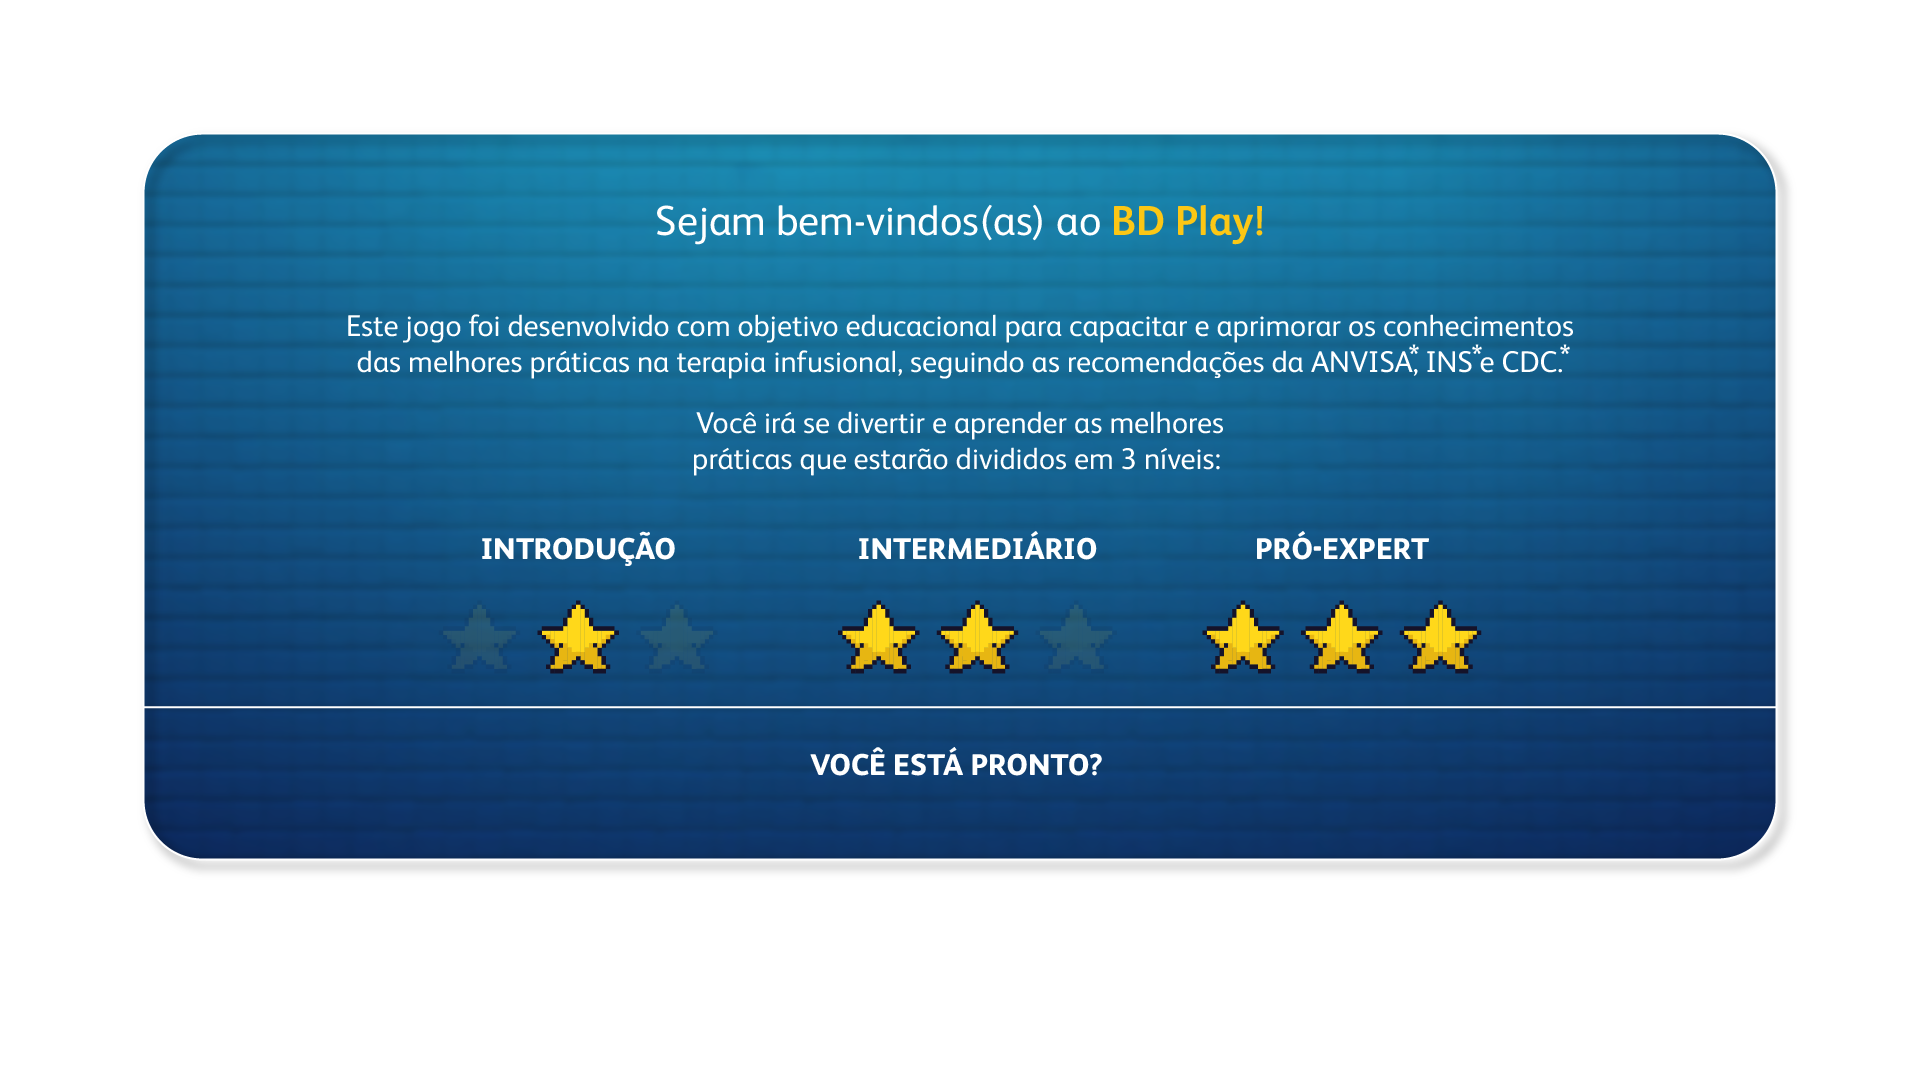 Sejam bem-vindos(as) ao BD Play!
Este jogo foi desenvolvido com objetivo educacional para capacitar e aprimorar os conhecimentos
das melhores práticas na terapia infusional, seguindo as recomendações da ANVISA*, INS* e CDC.*
Você irá se divertir e aprender as melhores
práticas que estarão divididos em 3 níveis:
INTRODUÇÃO INTERMEDIÁRIO PRÓ-EXPERT
VOCÊ ESTÁ PRONTO?